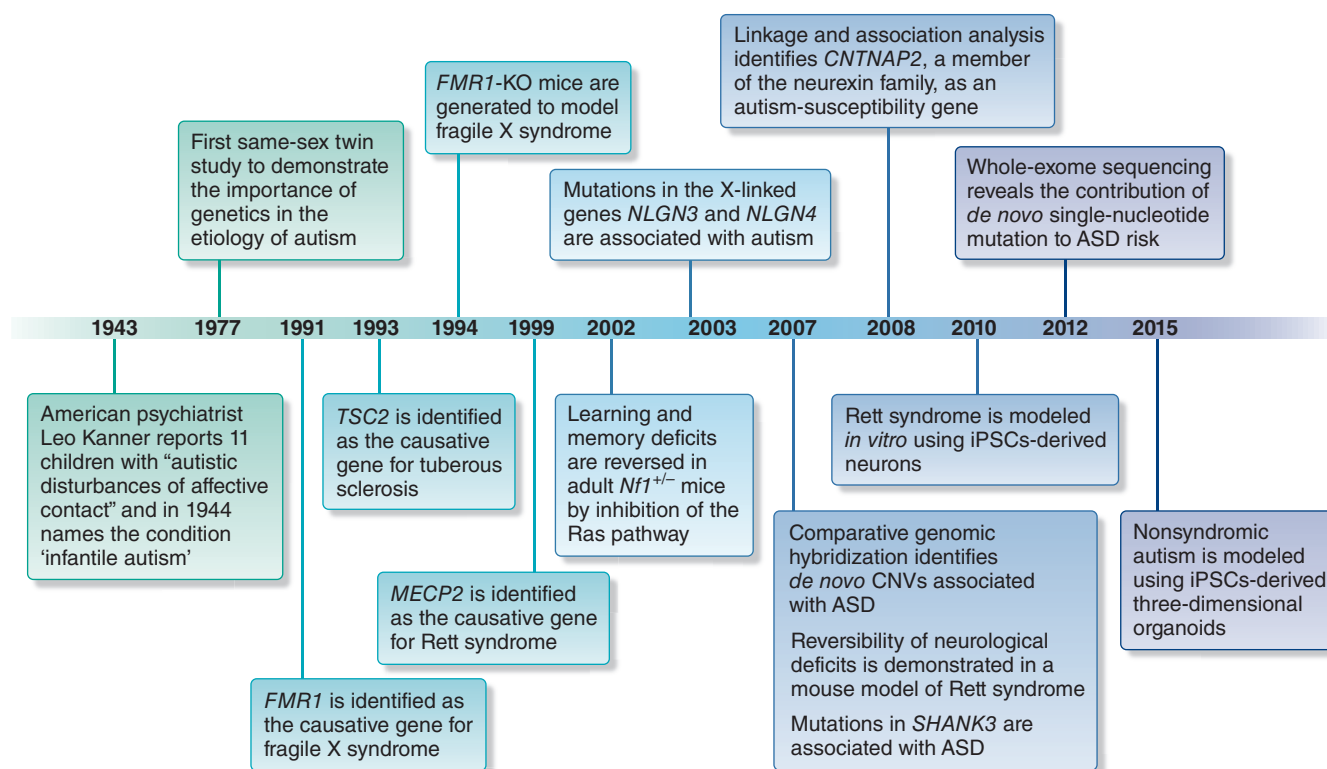 Linkage and association analysis
identifies CNTNAP2, a member
of the neurexin family, as an
autism-susceptibility gene
FMR1-KO mice are
generated to model
fragile X syndrome
First same-sex twin
study to demonstrate
the importance of
genetics in the
etiology of autism
Mutations in the X-linked
genes NLGN3 and NLGN4
are associated with autism
Whole-exome sequencing
reveals the contribution of
de novo single-nucleotide
mutation to ASD risk
1943 1977 1991 1993 1994 1999 2002 2003 2007 2008 2010 2012 2015
American psychiatrist
Leo Kanner reports 11
children with “autistic
disturbances of affective
contact” and in 1944
names the condition
‘infantile autism’
TSC2 is identified
as the causative
gene for tuberous
sclerosis
Learning and
memory deficits
are reversed in
adult Nf1+/− mice
by inhibition of the
Ras pathway
Rett syndrome is modeled
in vitro using iPSCs-derived
neurons
Comparative genomic
hybridization identifies
de novo CNVs associated
with ASD
Reversibility of neurological
deficits is demonstrated in a
mouse model of Rett syndrome
Mutations in SHANK3 are
associated with ASD
Nonsyndromic
autism is modeled
using iPSCs-derived
three-dimensional
organoids
MECP2 is identified
as the causative gene
for Rett syndrome
FMR1 is identified as
the causative gene for
fragile X syndrome